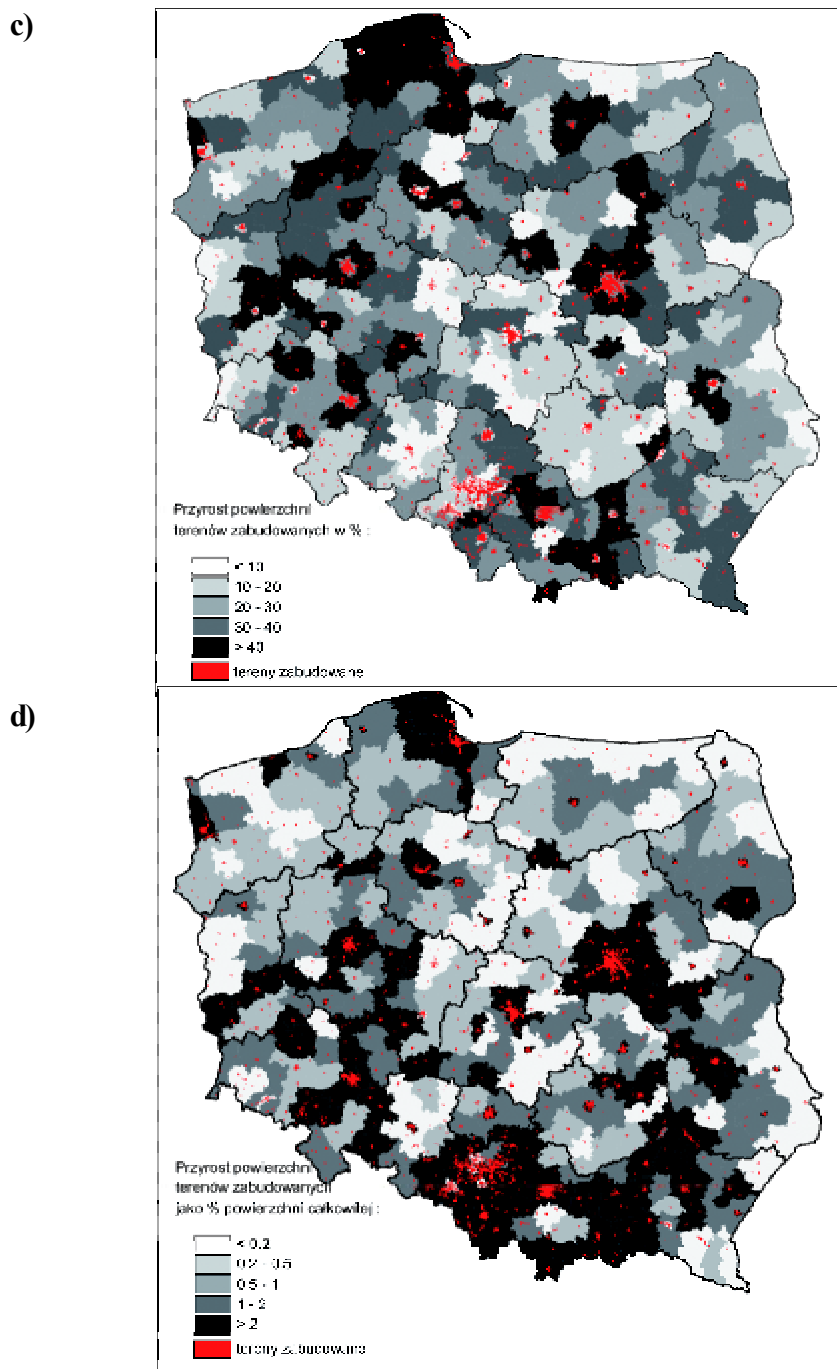 c)
Przyrost powierzchni
terenów zabudowanych w % :
< 10
10 - 20
20 - 30
30 - 40
> 40
tereny zabudowane
d)
Przyrost powierzchni
terenów zabudowanych
jako % powierzchni całkowitej :
< 0.2
0.2 - 0.5
0.5 - 1
1 - 2
> 2
tereny zabudowane